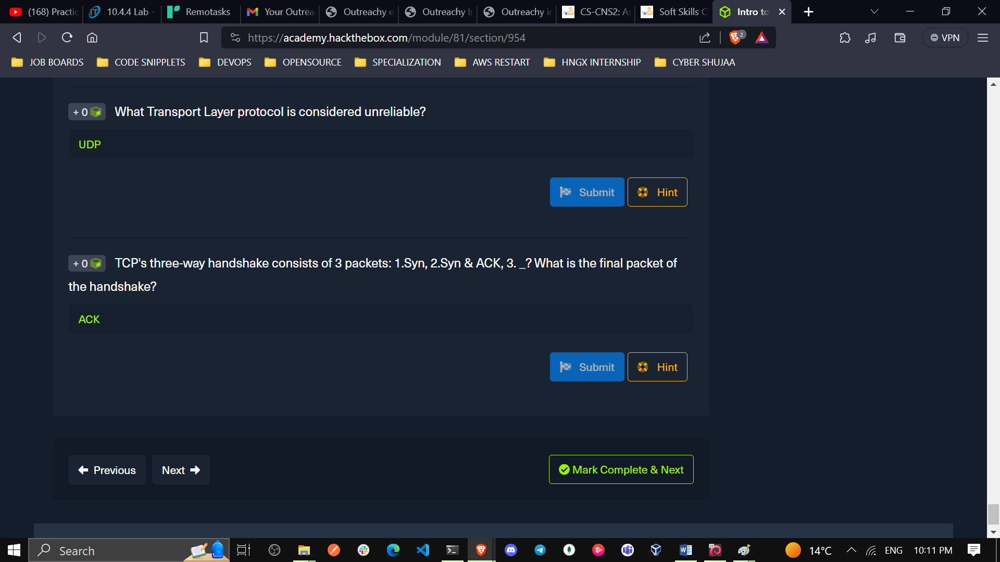 (168) Practic
10.4.4 Lab -
Remotasks
Your Outrea
Outreachy e
Outreachy I
Outreachy in
CS-CNS2: As
Soft Skills C
Intro to
https://academy.hackthebox.com/module/81/section/954
2
VPN
JOB BOARDS
CODE SNIPPLETS
DEVOPS
OPENSOURCE
SPECIALIZATION
AWS RESTART
HNGX INTERNSHIP
CYBER SHUJAA
+ 0 What Transport Layer protocol is considered unreliable?
UDP
Submit
Hint
+ 0 TCP's three-way handshake consists of 3 packets: 1.Syn, 2.Syn & ACK, 3. _? What is the final packet of
the handshake?
ACK
Submit
Hint
Previous
Next
Mark Complete & Next
Search
14°C
ENG
10:11 PM